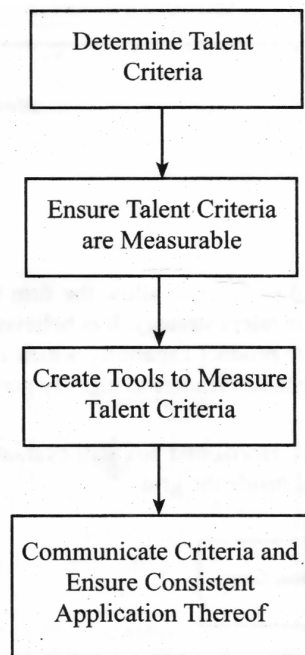 Determine Talent
Criteria
Ensure Talent Criteria
are Measurable
Create Tools to Measure
Talent Criteria
Communicate Criteria and
Ensure Consistent
Application Thereof